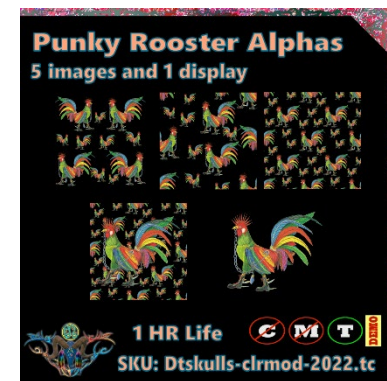 Punky Rooster Alphas
5 images and 1 display
1 HR Life
C M T DEMO
SKU: Dtskulls-clrmod-2022.tc